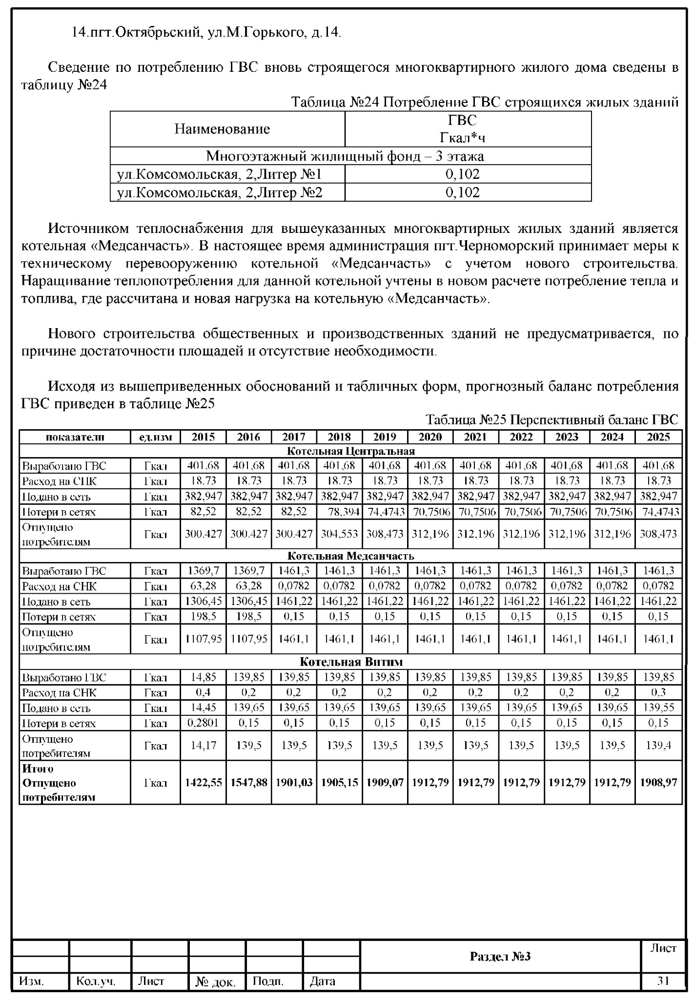 14.пгт.Октябрьский, ул.М.Горького, д.14.
Сведение по потреблению ГВС вновь строящегося многоквартирного жилого дома сведены в
таблицу №24
Таблица №24 Потребление ГВС строящихся жилых зданий
Наименование ГВС
Гкал*ч
Многоэтажный жилищный фонд – 3 этажа
ул.Комсомольская, 2,Литер №1 0,102
ул.Комсомольская, 2,Литер №2 0,102
Источником теплоснабжения для вышеуказанных многоквартирных жилых зданий является
котельная «Медсанчасть». В настоящее время администрация пгт.Черноморский принимает меры к
техническому перевооружению котельной «Медсанчасть» с учетом нового строительства.
Наращивание теплопотребления для данной котельной учтены в новом расчете потребление тепла и
топлива, где рассчитана и новая нагрузка на котельную «Медсанчасть».
Нового строительства общественных и производственных зданий не предусматривается, по
причине достаточности площадей и отсутствие необходимости.
Исходя из вышеприведенных обоснований и табличных форм, прогнозный баланс потребления
ГВС приведен в таблице №25
Таблица №25 Перспективный баланс ГВС
показатели ед.изм 2015 2016 2017 2018 2019 2020 2021 2022 2023 2024 2025
Котельная Центральная
Выработано ГВС Гкал 401,68 401,68 401,68 401,68 401,68 401,68 401,68 401,68 401,68 401,68 401,68
Расход на СНК Гкал 18.73 18.73 18.73 18.73 18.73 18.73 18.73 18.73 18.73 18.73 18.73
Подано в сеть Гкал 382,947 382,947 382,947 382,947 382,947 382,947 382,947 382,947 382,947 382,947 382,947
Потери в сетях Гкал 82,52 82,52 82,52 78,394 74,4743 70,7506 70,7506 70,7506 70,7506 70,7506 74,4743
Отпущено
потребителям Гкал 300.427 300.427 300.427 304,553 308,473 312,196 312,196 312,196 312,196 312,196 308,473
Котельная Медсанчасть
Выработано ГВС Гкал 1369,7 1369,7 1461,3 1461,3 1461,3 1461,3 1461,3 1461,3 1461,3 1461,3 1461,3
Расход на СНК Гкал 63,28 63,28 0,0782 0,0782 0,0782 0,0782 0,0782 0,0782 0,0782 0,0782 0,0782
Подано в сеть Гкал 1306,45 1306,45 1461,22 1461,22 1461,22 1461,22 1461,22 1461,22 1461,22 1461,22 1461,22
Потери в сетях Гкал 198,5 198,5 0,15 0,15 0,15 0,15 0,15 0,15 0,15 0,15 0,15
Отпущено
потребителям Гкал 1107,95 1107,95 1461,1 1461,1 1461,1 1461,1 1461,1 1461,1 1461,1 1461,1 1461,1
Котельная Витим
Выработано ГВС Гкал 14,85 139,85 139,85 139,85 139,85 139,85 139,85 139,85 139,85 139,85 139,85
Расход на СНК Гкал 0,4 0,2 0,2 0,2 0,2 0,2 0,2 0,2 0,2 0,2 0,3
Подано в сеть Гкал 14,45 139,65 139,65 139,65 139,65 139,65 139,65 139,65 139,65 139,65 139,55
Потери в сетях Гкал 0,2801 0,15 0,15 0,15 0,15 0,15 0,15 0,15 0,15 0,15 0,15
Отпущено
потребителям Гкал 14,17 139,5 139,5 139,5 139,5 139,5 139,5 139,5 139,5 139,5 139,4
Итого
Отпущено
потребителям Гкал 1422,55 1547,88 1901,03 1905,15 1909,07 1912,79 1912,79 1912,79 1912,79 1912,79 1908,97
Раздел №3 Лист
Изм. Кол.уч. Лист № док. Подп. Дата 31